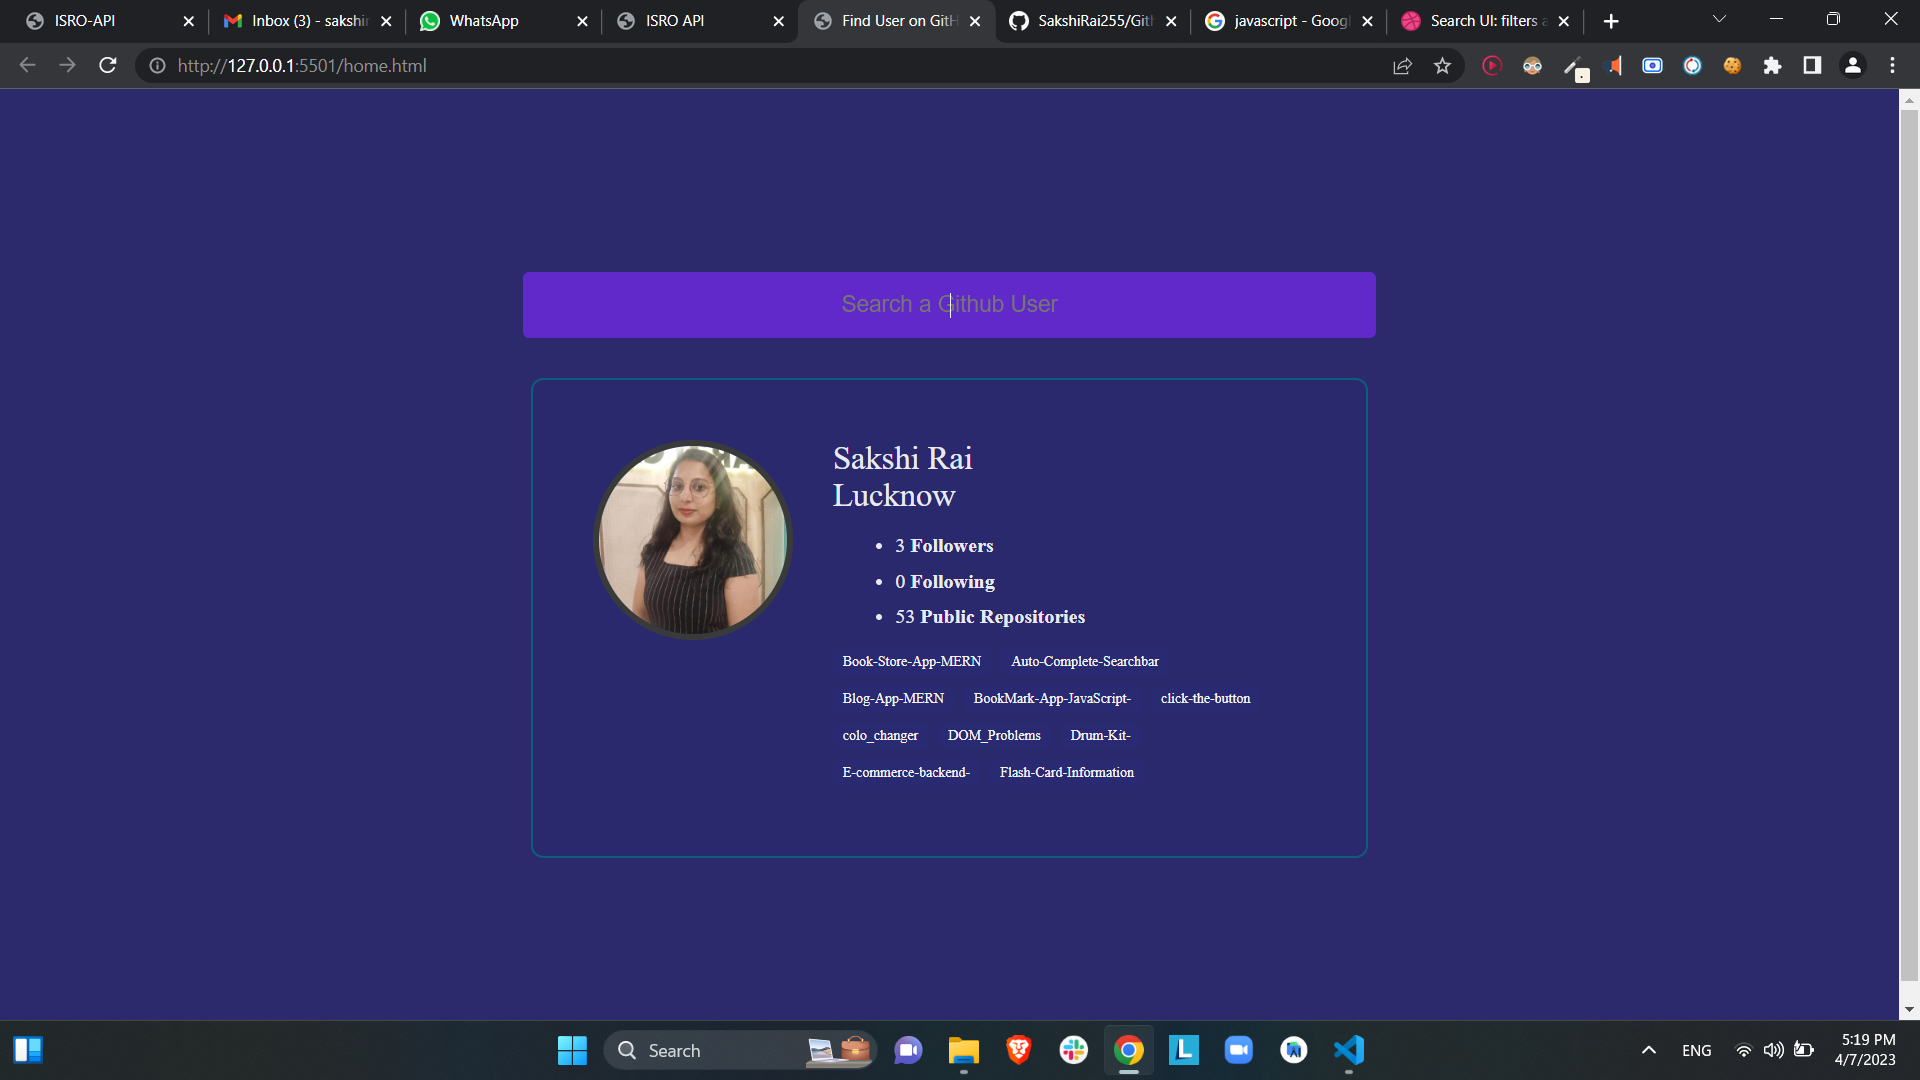 ISRO-API
Inbox (3) - sakshir
WhatsApp
ISRO API
Find User on GitH
SakshiRai255/Gith
javascript - Goog
Search UI: filters a
http://127.0.0.1:5501/home.html
Search a Github User
Sakshi Rai
Lucknow
3 Followers
0 Following
53 Public Repositories
Book-Store-App-MERN Auto-Complete-Searchbar
Blog-App-MERN BookMark-App-JavaScript- click-the-button
colo_changer DOM_Problems Drum-Kit-
E-commerce-backend- Flash-Card-Information
Search
ENG
5:19 PM
4/7/2023